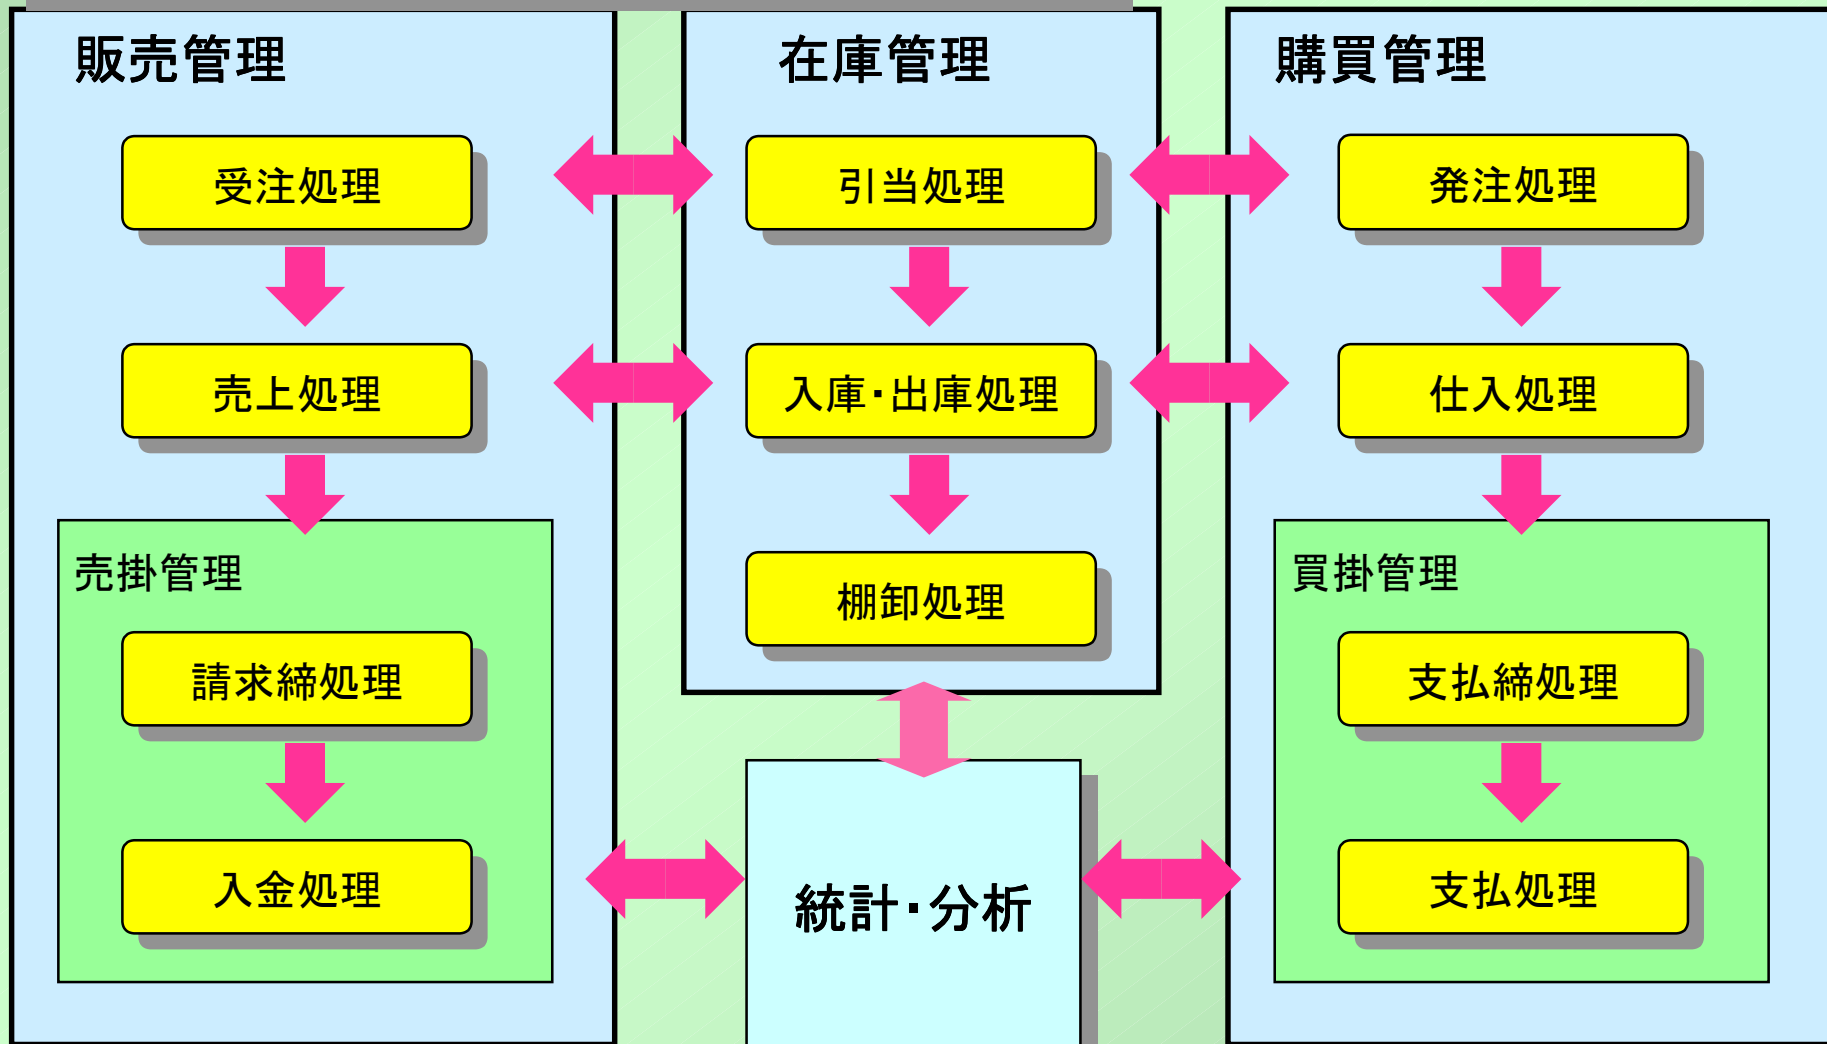 販売管理
受注処理
売上処理
売掛管理
請求締処理
入金処理
在庫管理
引当処理
入庫・出庫処理
棚卸処理
統計・分析
購買管理
発注処理
仕入処理
買掛管理
支払締処理
支払処理